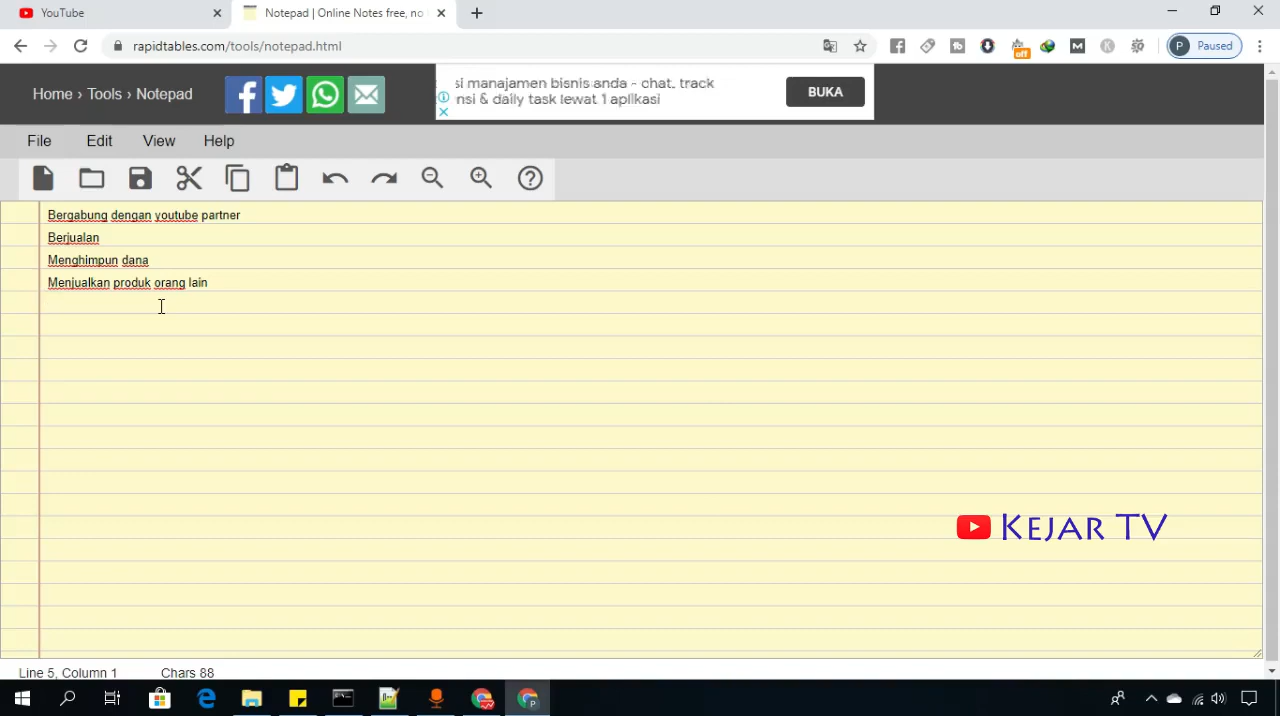 YouTube
Notepad | Online Notes free, no
rapidtables.com/tools/notepad.html
off
P Paused
Home › Tools › Notepad
si manajamen bisnis anda - chat, track
nsi & daily task lewat 1 aplikasi
BUKA
File Edit View Help
Bergabung dengan youtube partner
Berjualan
Menghimpun dana
Menjualkan produk orang lain
KEJAR TV
Line 5, Column 1 Chars 88